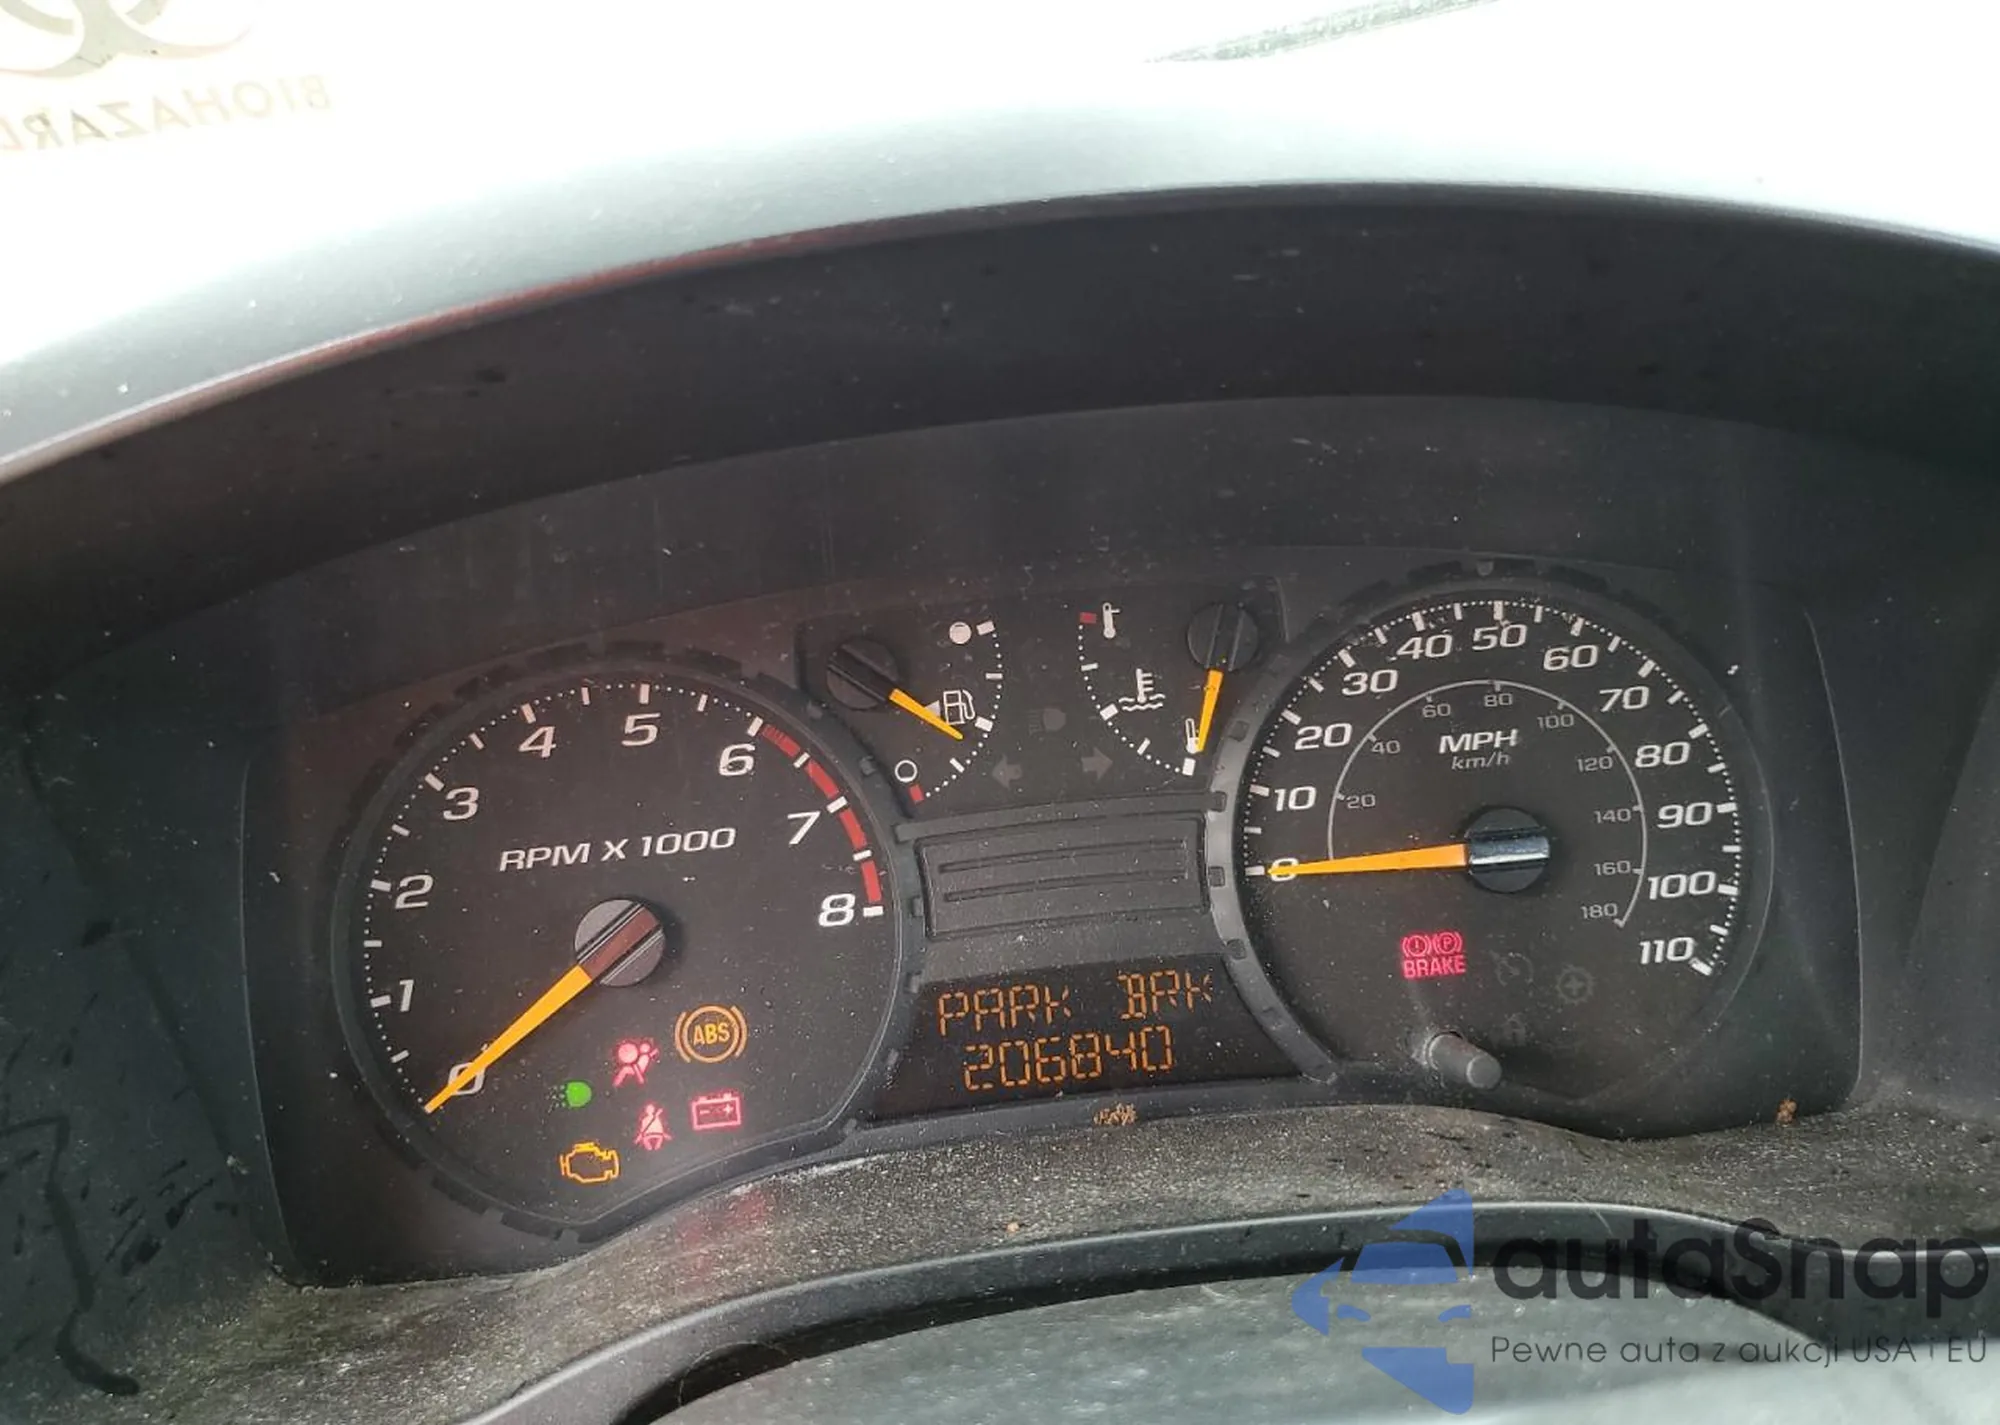 BIOHAZARD
4 5 6
3
RPM X 1000
7
2
8
1
0
ABS
PARK BRK
206840
40 50 60
30
70
20
60 80 100
MPH
km/h
40
120
80
10
20
140
90
0
160
100
180
110
BRAKE
autaSnap
Pewne auta z aukcji USA i EU